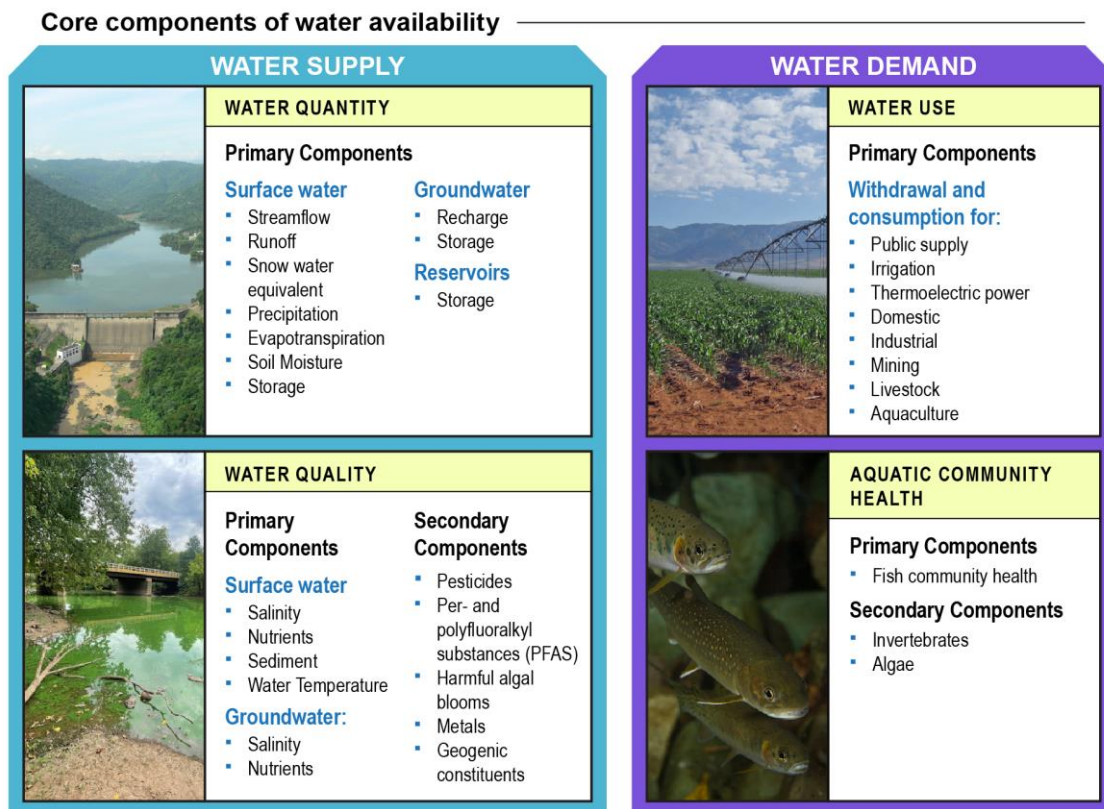 Core components of water availability
WATER SUPPLY
WATER QUANTITY
Primary Components
Surface water
Streamflow
Runoff
Snow water
equivalent
Precipitation
Evapotranspiration
Soil Moisture
Storage
Groundwater
Recharge
Storage
Reservoirs
Storage
WATER QUALITY
Primary
Components
Surface water
Salinity
Nutrients
Sediment
Water Temperature
Groundwater:
Salinity
Nutrients
Secondary
Components
Pesticides
Per- and
polyfluoralkyl
substances (PFAS)
Harmful algal
blooms
Metals
Geogenic
constituents
WATER DEMAND
WATER USE
Primary Components
Withdrawal and
consumption for:
Public supply
Irrigation
Thermoelectric power
Domestic
Industrial
Mining
Livestock
Aquaculture
AQUATIC COMMUNITY
HEALTH
Primary Components
Fish community health
Secondary Components
Invertebrates
Algae